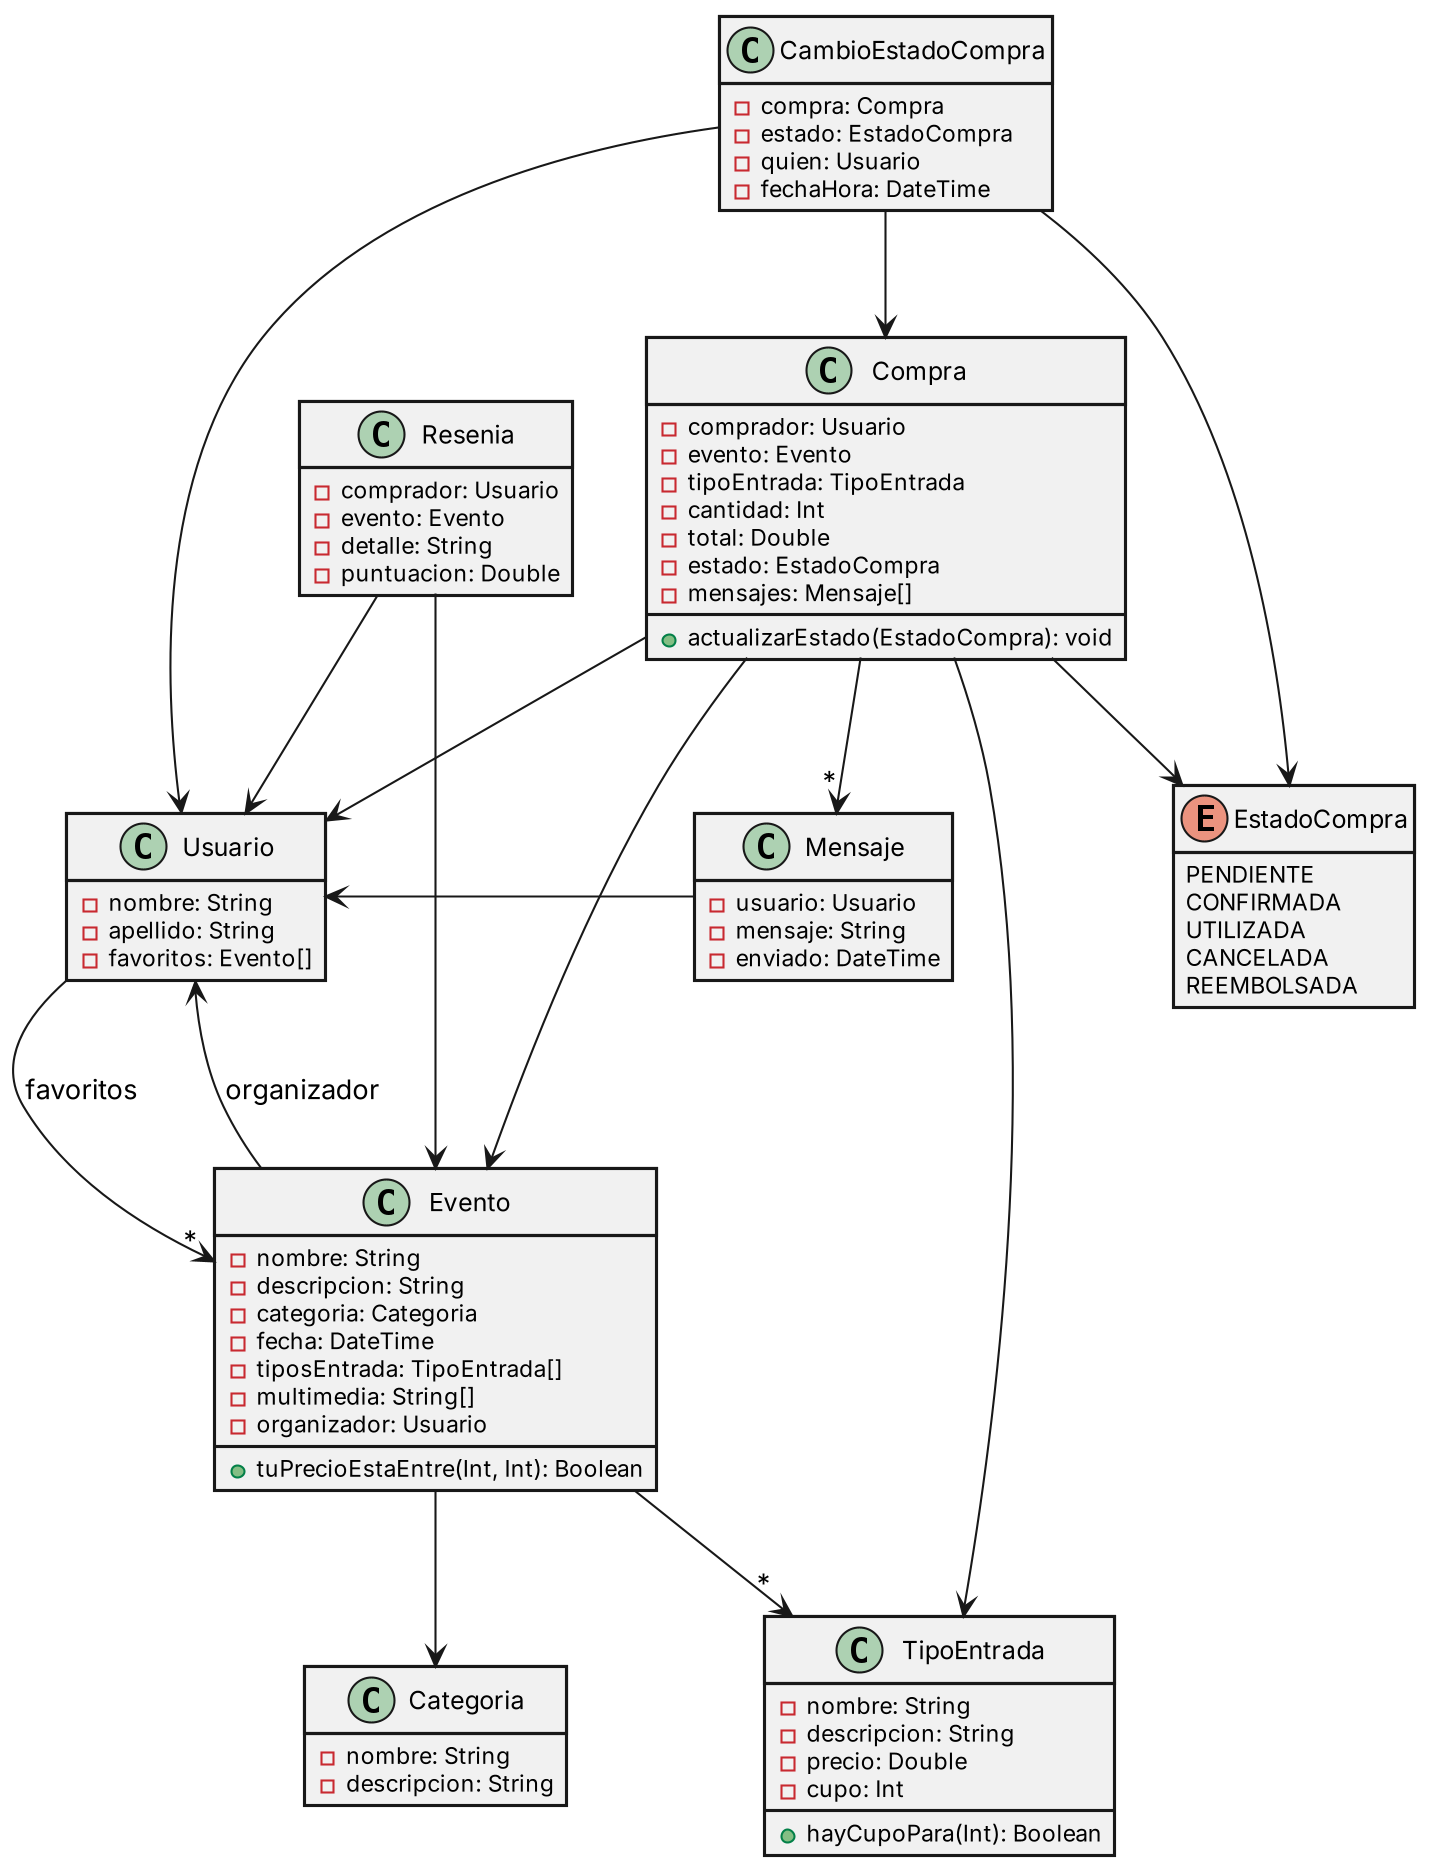 C CambioEstadoCompra
compra: Compra
estado: EstadoCompra
quien: Usuario
fechaHora: DateTime
C Compra
comprador: Usuario
evento: Evento
tipoEntrada: TipoEntrada
cantidad: Int
total: Double
estado: EstadoCompra
mensajes: Mensaje[]
actualizarEstado(EstadoCompra): void
C Resenia
comprador: Usuario
evento: Evento
detalle: String
puntuacion: Double
*
C Usuario
nombre: String
apellido: String
favoritos: Evento[]
C Mensaje
usuario: Usuario
mensaje: String
enviado: DateTime
E EstadoCompra
PENDIENTE
CONFIRMADA
UTILIZADA
CANCELADA
REEMBOLSADA
favoritos
organizador
*
C Evento
nombre: String
descripcion: String
categoria: Categoria
fecha: DateTime
tiposEntrada: TipoEntrada[]
multimedia: String[]
organizador: Usuario
tuPrecioEstaEntre(Int, Int): Boolean
*
C Categoria
nombre: String
descripcion: String
C TipoEntrada
nombre: String
descripcion: String
precio: Double
cupo: Int
hayCupoPara(Int): Boolean